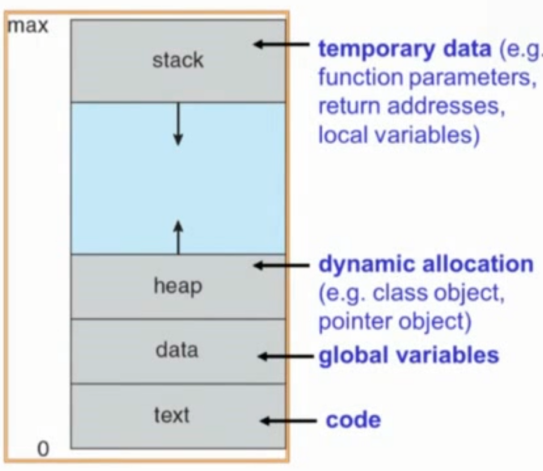 max
stack
temporary data (e.g.
function parameters,
return addresses,
local variables)
heap
dynamic allocation
(e.g. class object,
pointer object)
data
global variables
text
code
0